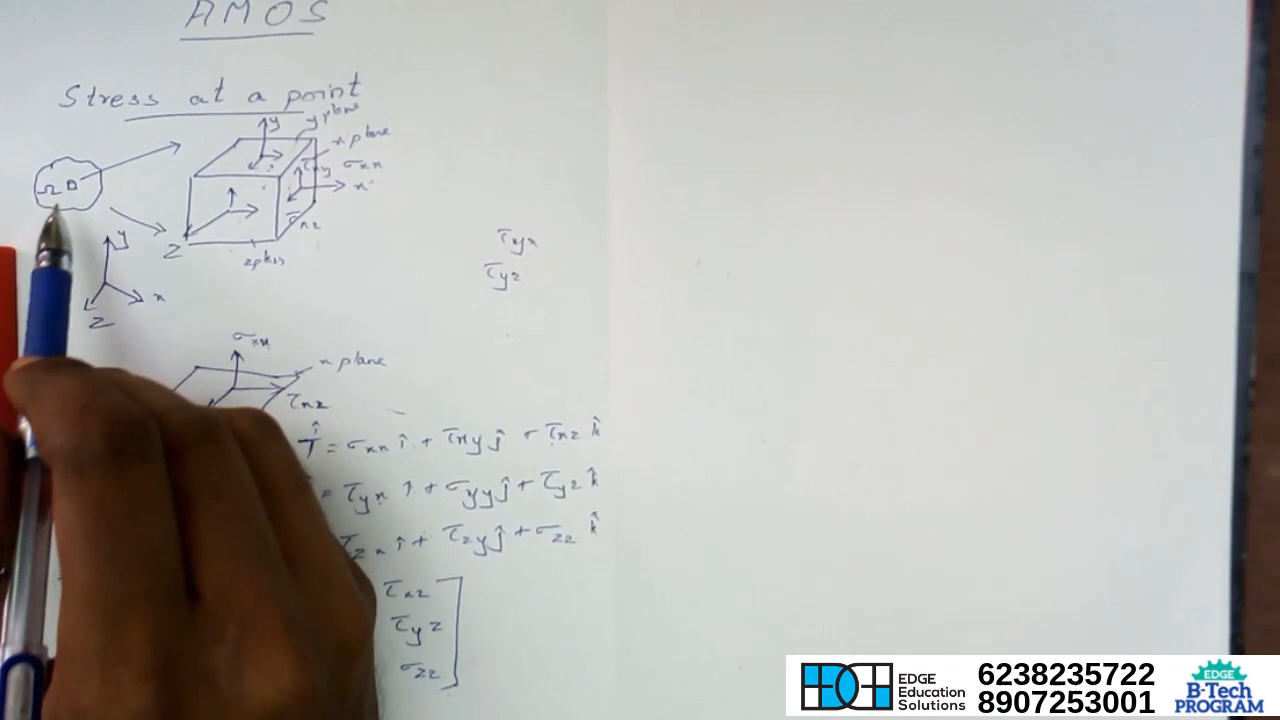 AMOS
Stress at a point
y
y plane
x plane
τxy σxx
x
τxz
Z
z plane
Ω
y
x
Z
τyx
τyz
σxx
x plane
τxz
T̂ = σxx î + τxy ĵ + τxz k̂
= τyx î + σyy ĵ + τyz k̂
τzx î + τzy ĵ + σzz k̂
τxz
τyz
σzz
EDGE
Education
Solutions
6238235722
8907253001
EDGE
B-Tech
PROGRAM